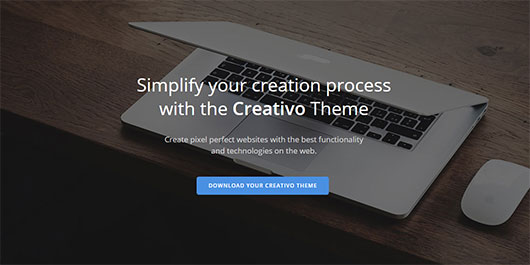 Simplify your creation process
with the Creativo Theme
Create pixel perfect websites with the best functionality
and technologies on the web.
DOWNLOAD YOUR CREATIVO THEME